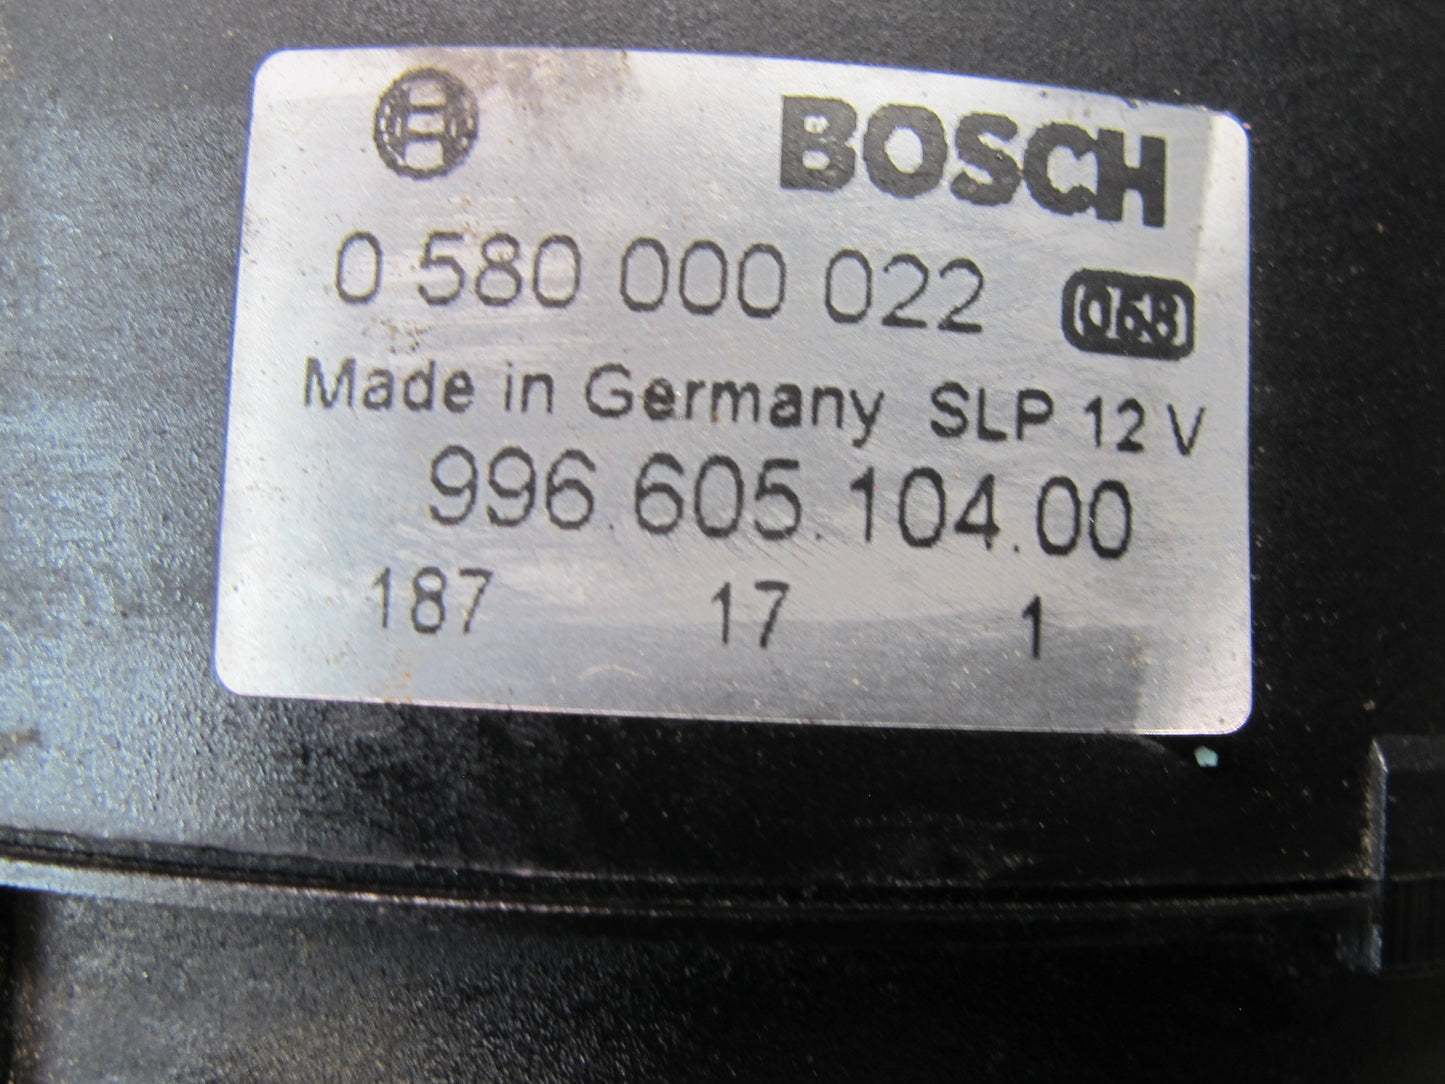 BOSCH
0 580 000 022 068
Made in Germany SLP 12 V
996.605.104.00
187 17 1